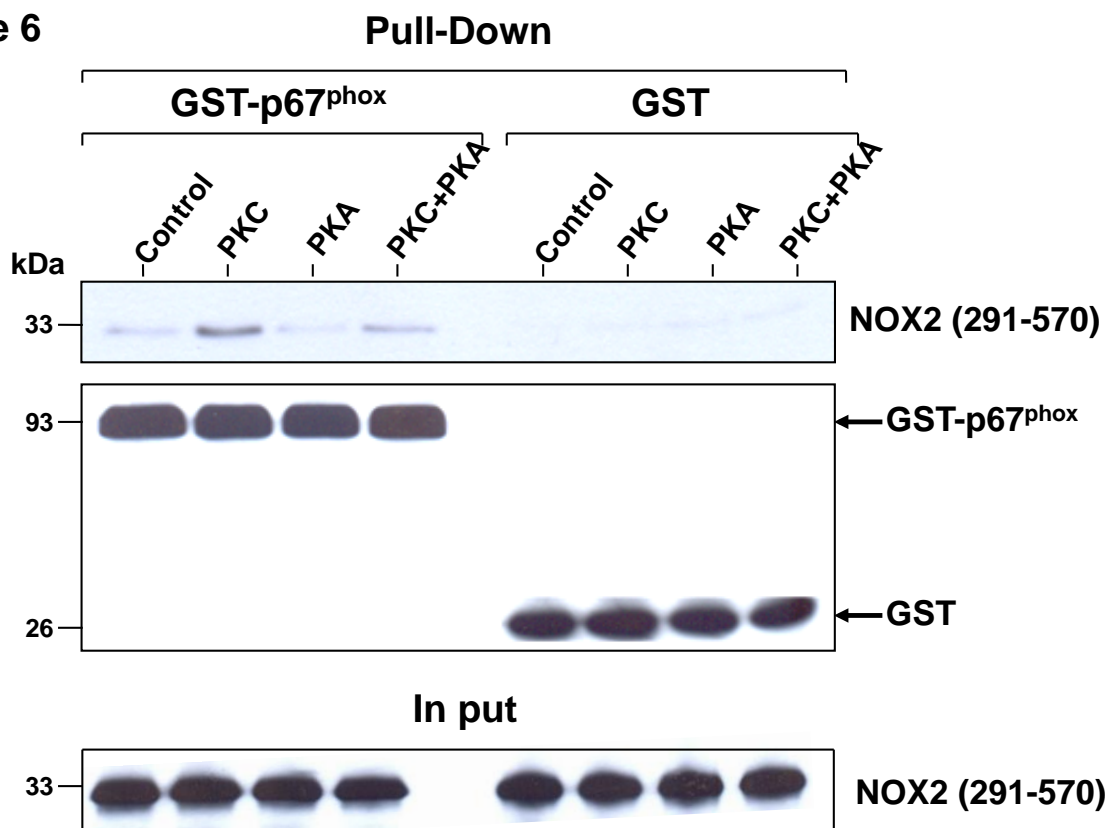 e 6
Pull-Down
GST-p67phox GST
Control PKC PKA PKC+PKA Control PKC PKA PKC+PKA
kDa
33 NOX2 (291-570)
93 GST-p67phox
26 GST
In put
33 NOX2 (291-570)